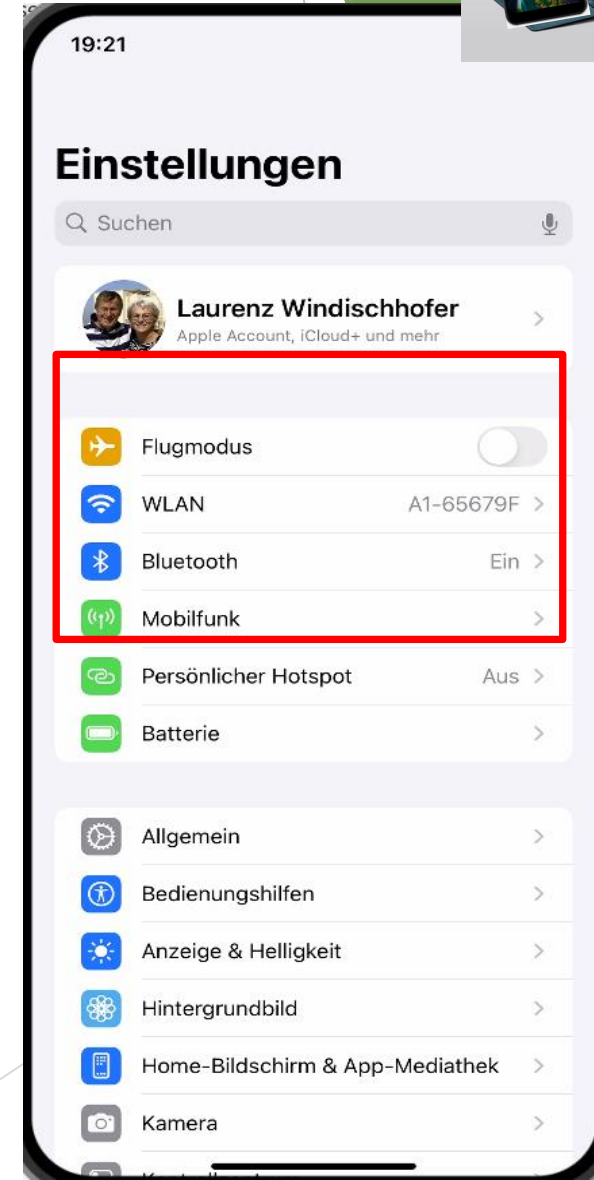 19:21
Einstellungen
Suchen
Laurenz Windischhofer
Apple Account, iCloud+ und mehr
Flugmodus
WLAN A1-65679F
Bluetooth Ein
Mobilfunk
Persönlicher Hotspot Aus
Batterie
Allgemein
Bedienungshilfen
Anzeige & Helligkeit
Hintergrundbild
Home-Bildschirm & App-Mediathek
Kamera